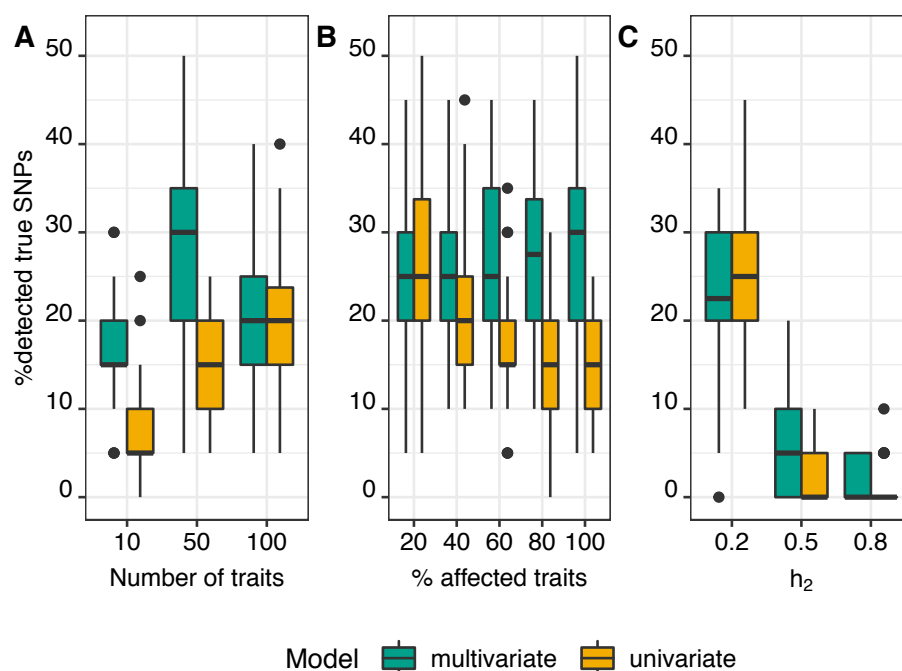 A
B
C
%detected true SNPs
50
40
30
20
10
0
10 50 100
Number of traits
50
40
30
20
10
0
20 40 60 80 100
% affected traits
50
40
30
20
10
0
0.2 0.5 0.8
h₂
Model multivariate univariate